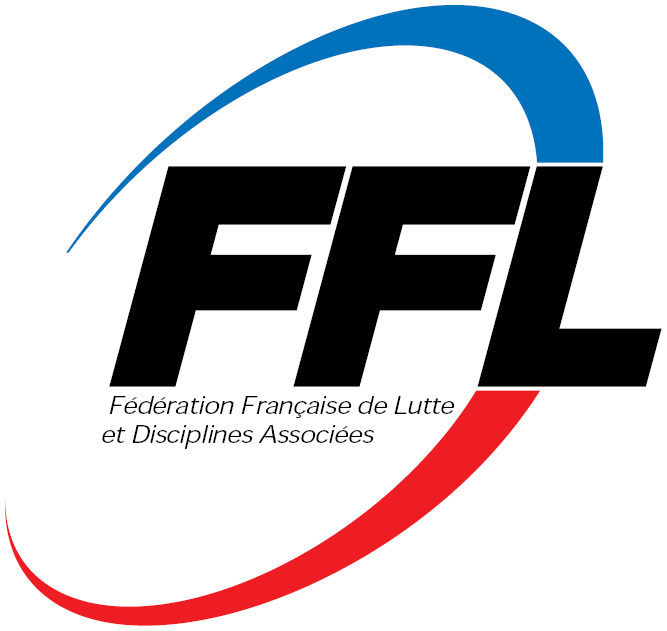 FFL
Fédération Française de Lutte
et Disciplines Associées